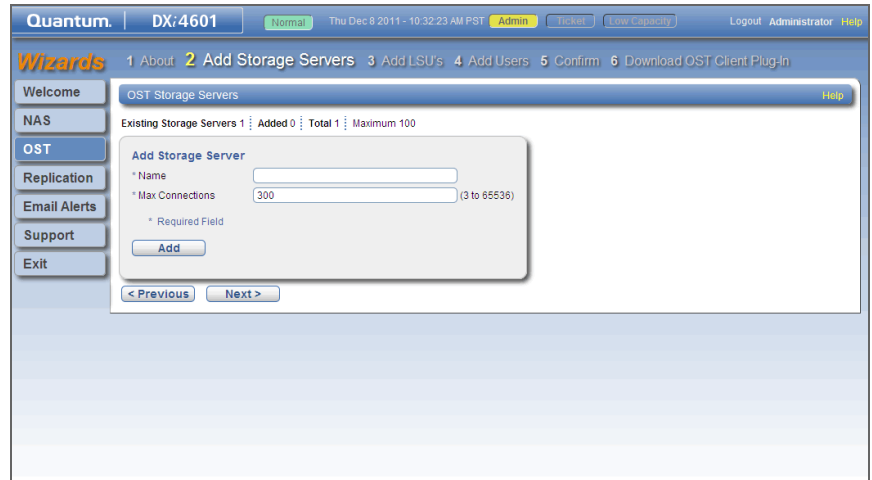 Quantum. DXi4601 Normal Thu Dec 8 2011 - 10:32:23 AM PST Admin Ticket Low Capacity Logout Administrator Help
Wizards 1 About 2 Add Storage Servers 3 Add LSU's 4 Add Users 5 Confirm 6 Download OST Client Plug-In
Welcome
NAS
OST
Replication
Email Alerts
Support
Exit
OST Storage Servers Help
Existing Storage Servers 1 Added 0 Total 1 Maximum 100
Add Storage Server
* Name
* Max Connections 300 (3 to 65536)
* Required Field
Add
< Previous Next >